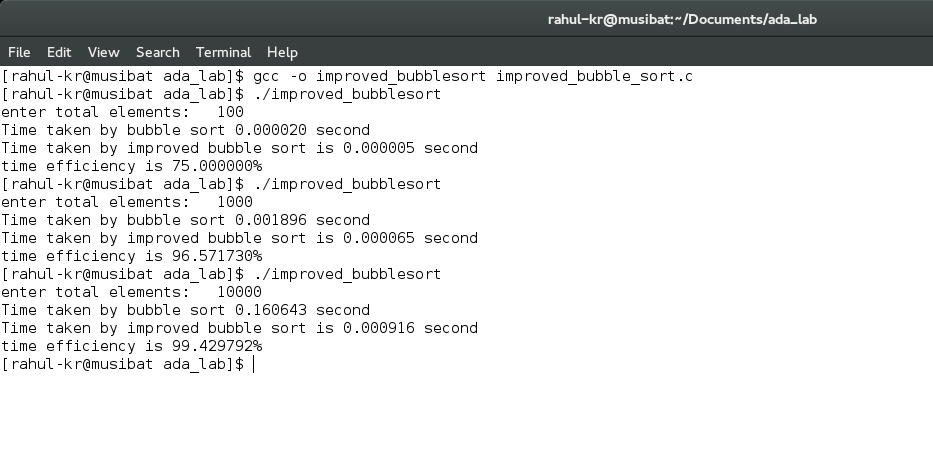 rahul-kr@musibat:~/Documents/ada_lab
File Edit View Search Terminal Help
[rahul-kr@musibat ada_lab]$ gcc -o improved_bubblesort improved_bubble_sort.c
[rahul-kr@musibat ada_lab]$ ./improved_bubblesort
enter total elements:   100
Time taken by bubble sort 0.000020 second
Time taken by improved bubble sort is 0.000005 second
time efficiency is 75.000000%
[rahul-kr@musibat ada_lab]$ ./improved_bubblesort
enter total elements:   1000
Time taken by bubble sort 0.001896 second
Time taken by improved bubble sort is 0.000065 second
time efficiency is 96.571730%
[rahul-kr@musibat ada_lab]$ ./improved_bubblesort
enter total elements:   10000
Time taken by bubble sort 0.160643 second
Time taken by improved bubble sort is 0.000916 second
time efficiency is 99.429792%
[rahul-kr@musibat ada_lab]$